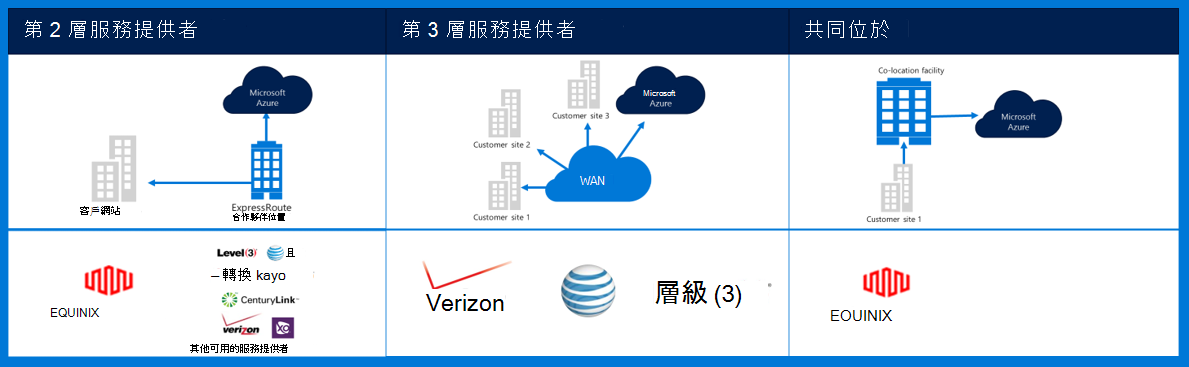 第 2 層服務提供者
第 3 層服務提供者
共同位於
Microsoft
Azure
客戶網站
ExpressRoute
合作夥伴位置
Customer site 3
Microsoft
Azure
Customer site 2
WAN
Customer site 1
Co-location facility
Microsoft
Azure
Customer site 1
EQUINIX
Level(3)
AT&T 且
– 轉換 kayo
CenturyLink™
verizon
XO
其他可用的服務提供者
Verizon
層級 (3)
EOUINIX